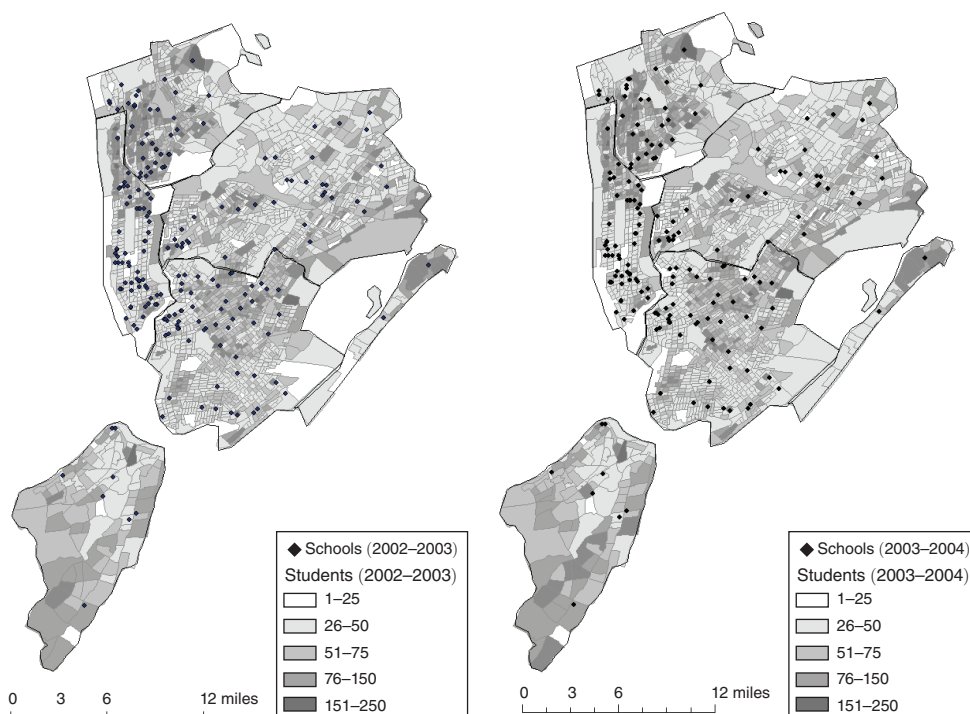 Schools (2002–2003)
Students (2002–2003)
1–25
26–50
51–75
76–150
151–250
0 3 6 12 miles
Schools (2003–2004)
Students (2003–2004)
1–25
26–50
51–75
76–150
151–250
0 3 6 12 miles